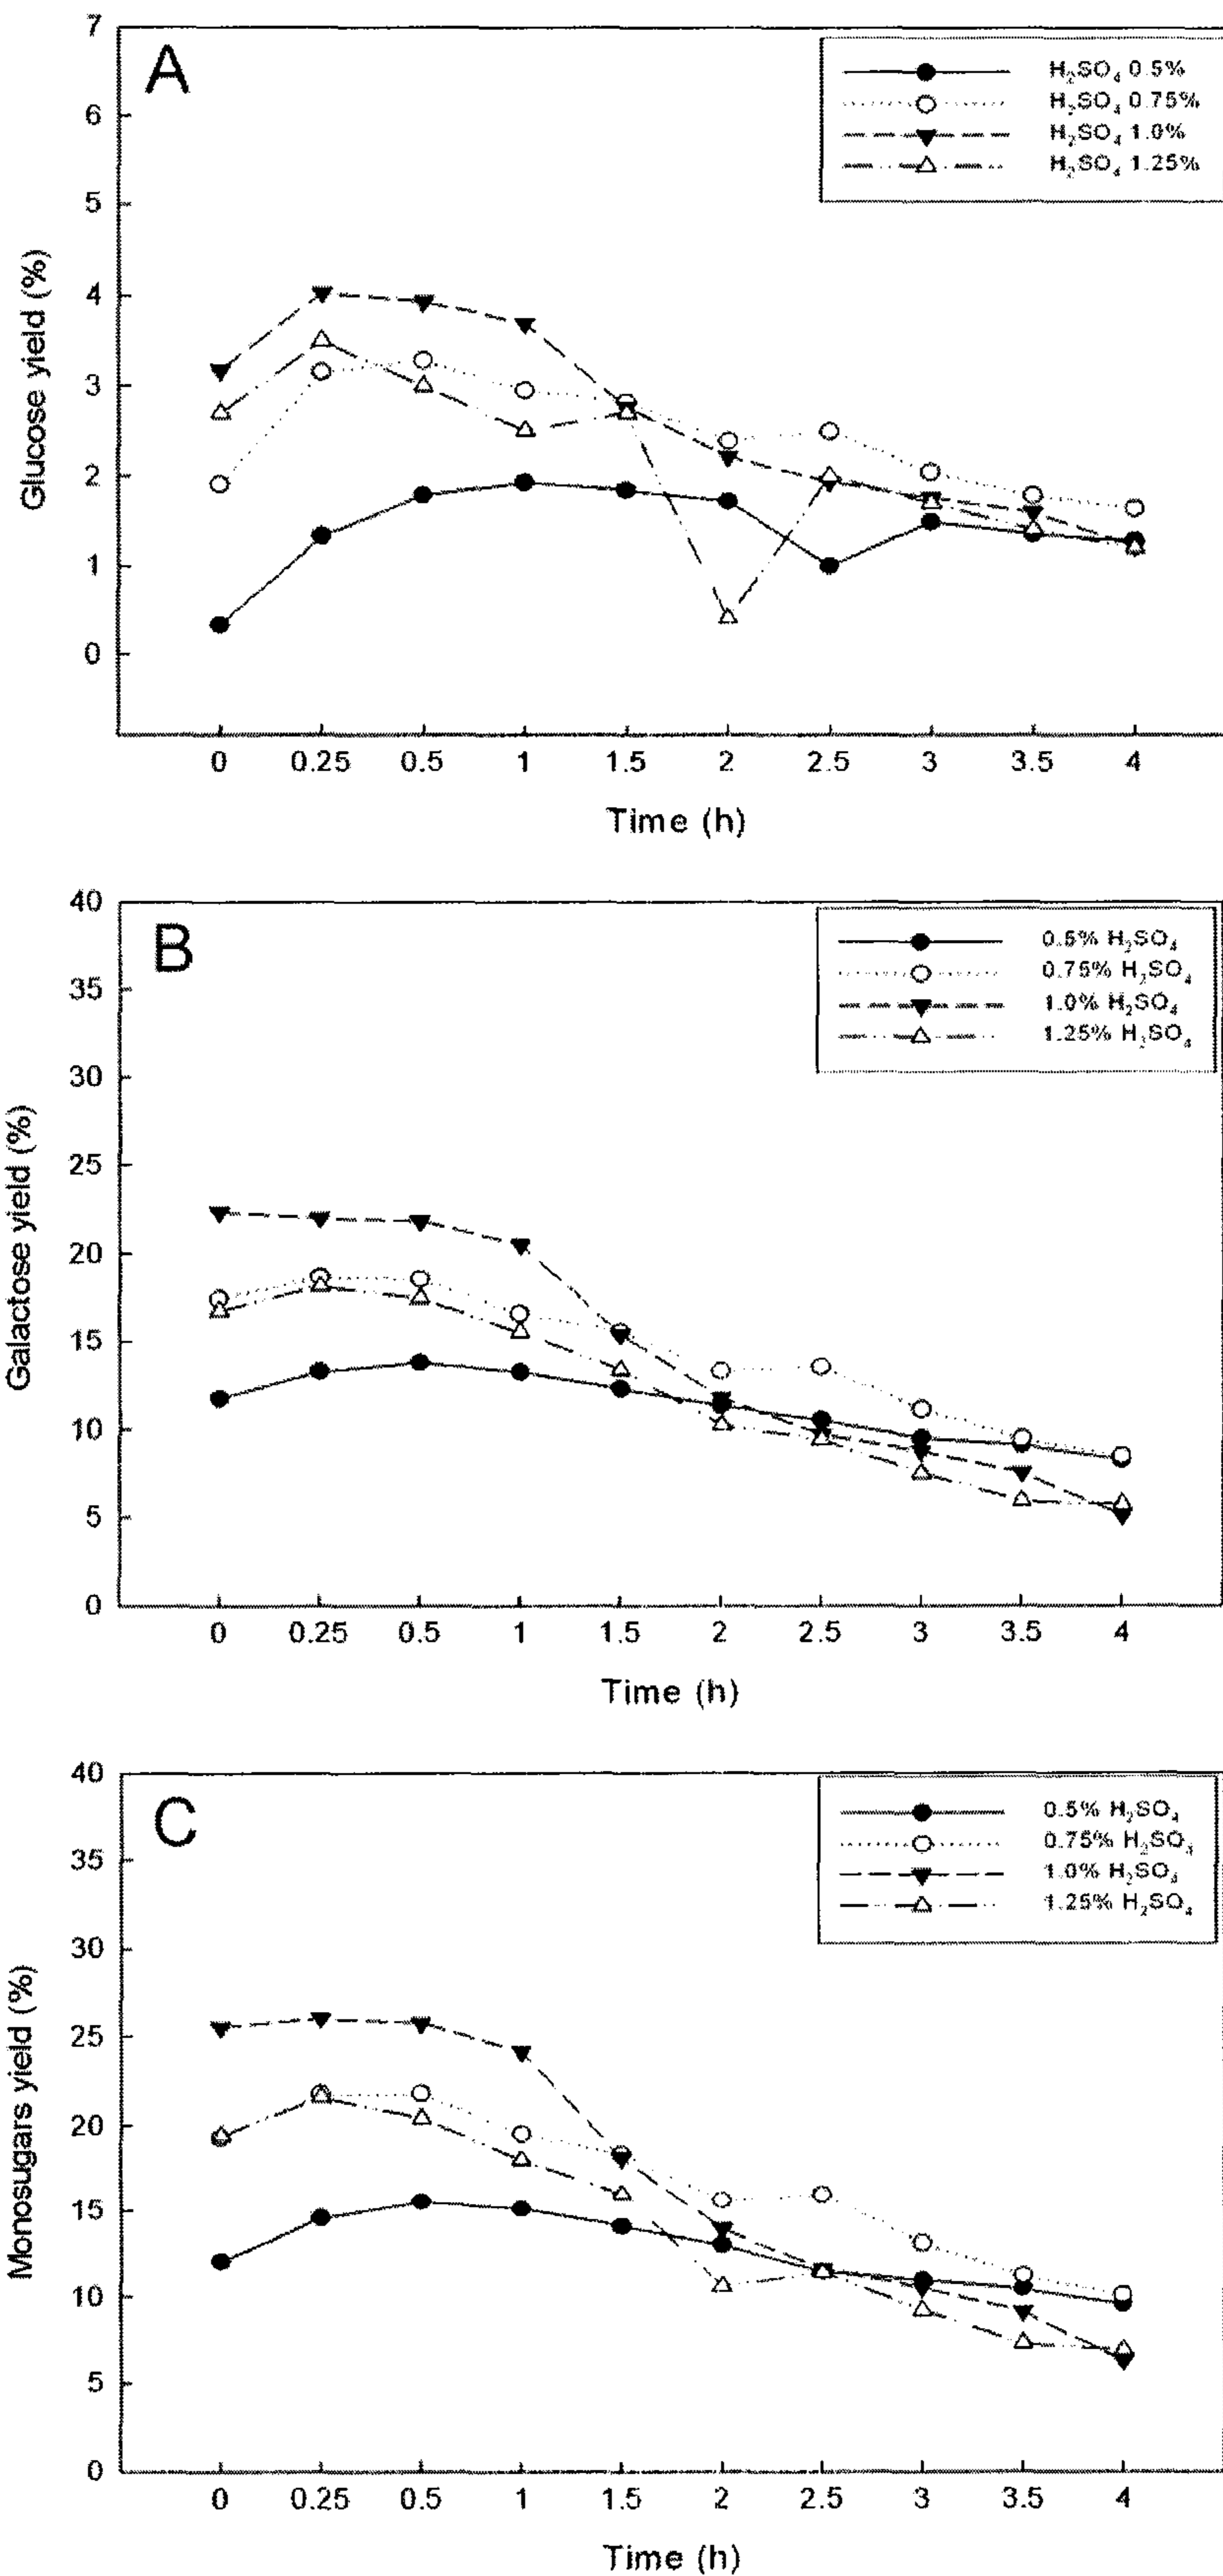 A
7
6
5
4
3
2
1
0
Glucose yield (%)
H₂SO₄ 0.5%
H₂SO₄ 0.75%
H₂SO₄ 1.0%
H₂SO₄ 1.25%
0 0.25 0.5 1 1.5 2 2.5 3 3.5 4
Time (h)
B
40
35
30
25
20
15
10
5
0
Galactose yield (%)
0.5% H₂SO₄
0.75% H₂SO₄
1.0% H₂SO₄
1.25% H₂SO₄
0 0.25 0.5 1 1.5 2 2.5 3 3.5 4
Time (h)
C
40
35
30
25
20
15
10
5
0
Monosugars yield (%)
0.5% H₂SO₄
0.75% H₂SO₄
1.0% H₂SO₄
1.25% H₂SO₄
0 0.25 0.5 1 1.5 2 2.5 3 3.5 4
Time (h)